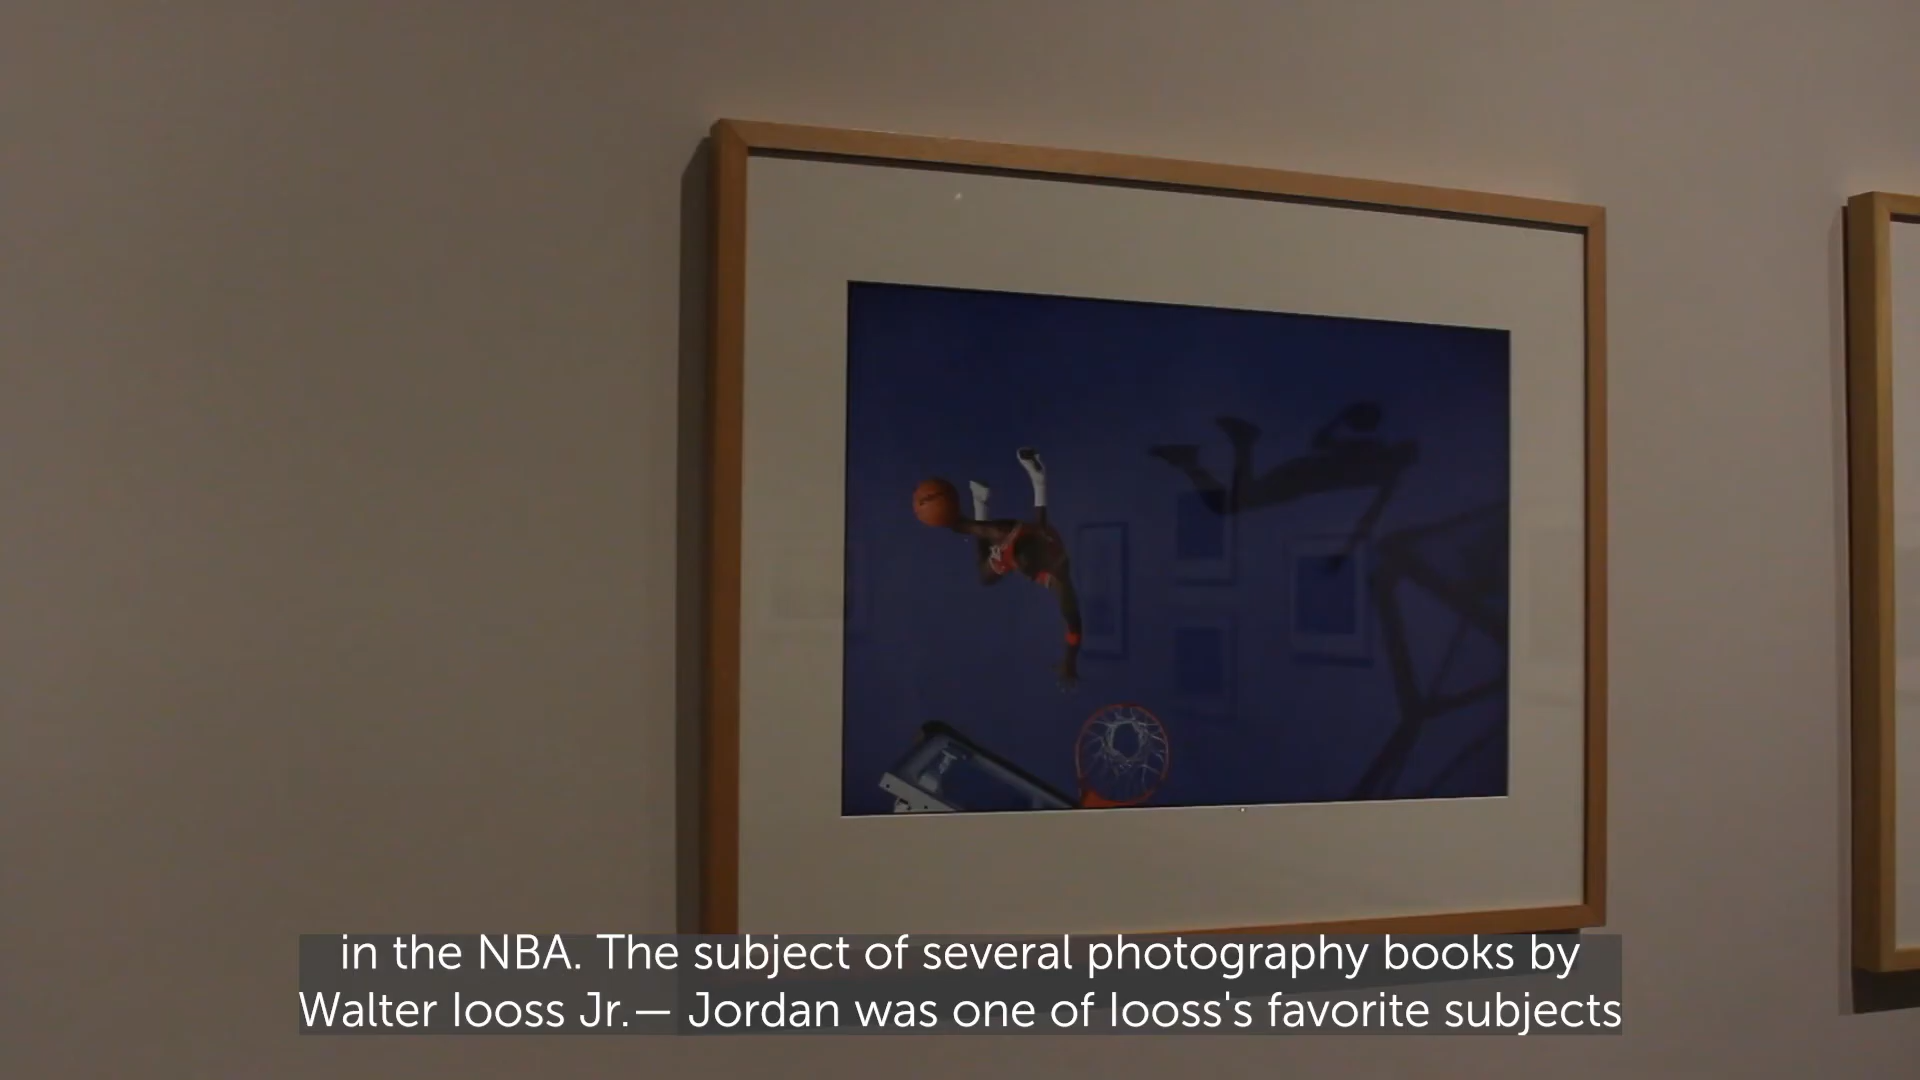 in the NBA. The subject of several photography books by
Walter Iooss Jr.— Jordan was one of Iooss's favorite subjects